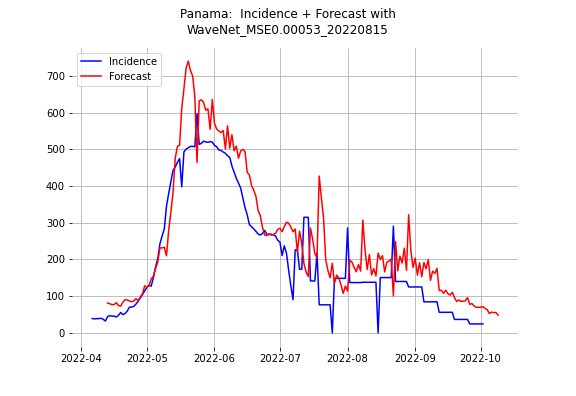 Panama:  Incidence + Forecast with
WaveNet_MSE0.00053_20220815
Incidence
Forecast
700
600
500
400
300
200
100
0
2022-04 2022-05 2022-06 2022-07 2022-08 2022-09 2022-10